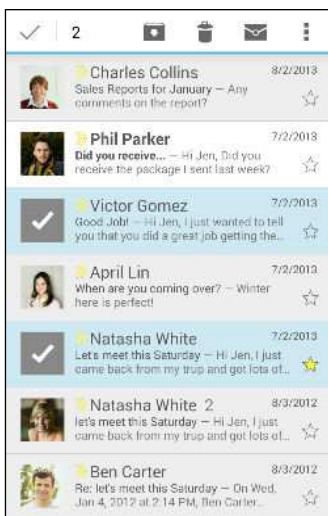 2
Charles Collins 8/2/2013
Sales Reports for January – Any
comments on the report?
Phil Parker 7/2/2013
Did you receive... – Hi Jen, Did you
receive the package I sent last week?
Victor Gomez 7/2/2013
Good Job! – Hi Jen, I just wanted to tell
you that you did a great job getting the...
April Lin 7/2/2013
When are you coming over? – Winter
here is perfect!
Natasha White 7/2/2013
Let's meet this Saturday – Hi Jen, I just
came back from my trup and got lots of...
Natasha White 2 8/3/2012
let's meet this Saturday – Hi Jen, I just
came back from my trup and got lots of...
Ben Carter 8/3/2012
Re: let's meet this Saturday – On Wed,
Jan 4, 2012 at 2:14 PM, Ben Carter...